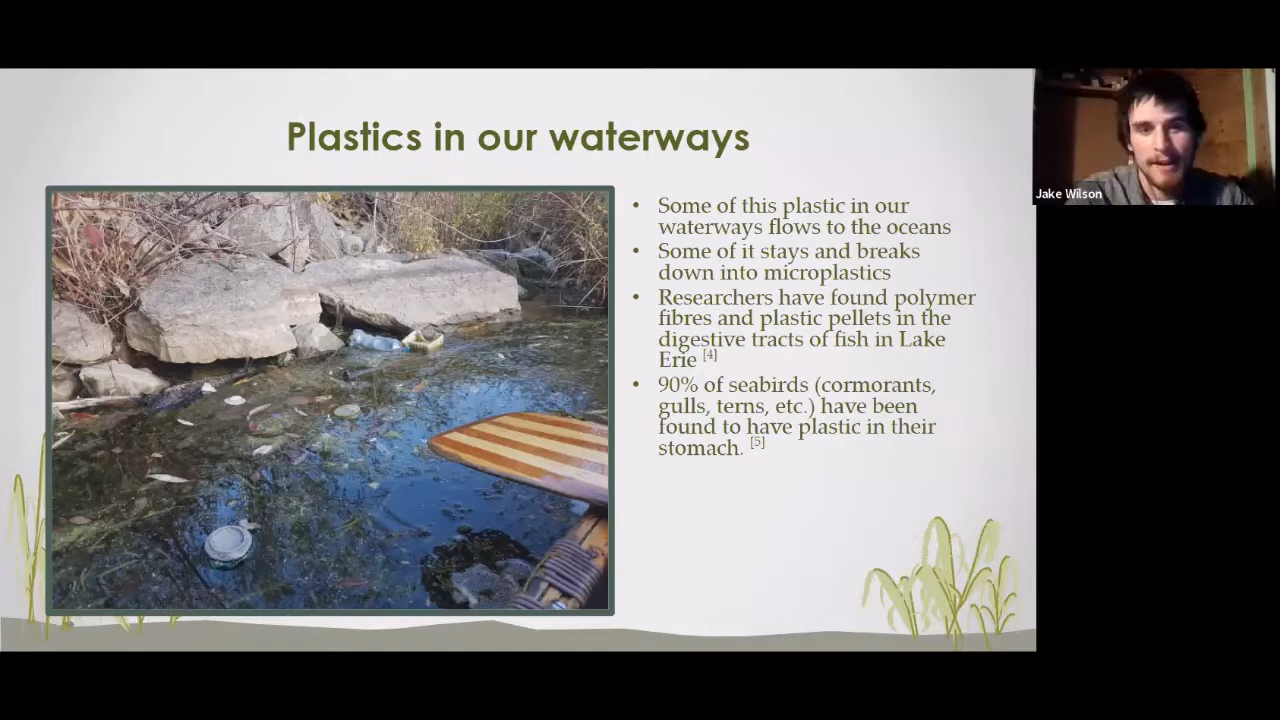 Plastics in our waterways
Jake Wilson
• Some of this plastic in our
waterways flows to the oceans
• Some of it stays and breaks
down into microplastics
• Researchers have found polymer
fibres and plastic pellets in the
digestive tracts of fish in Lake
Erie [4]
• 90% of seabirds (cormorants,
gulls, terns, etc.) have been
found to have plastic in their
stomach. [5]